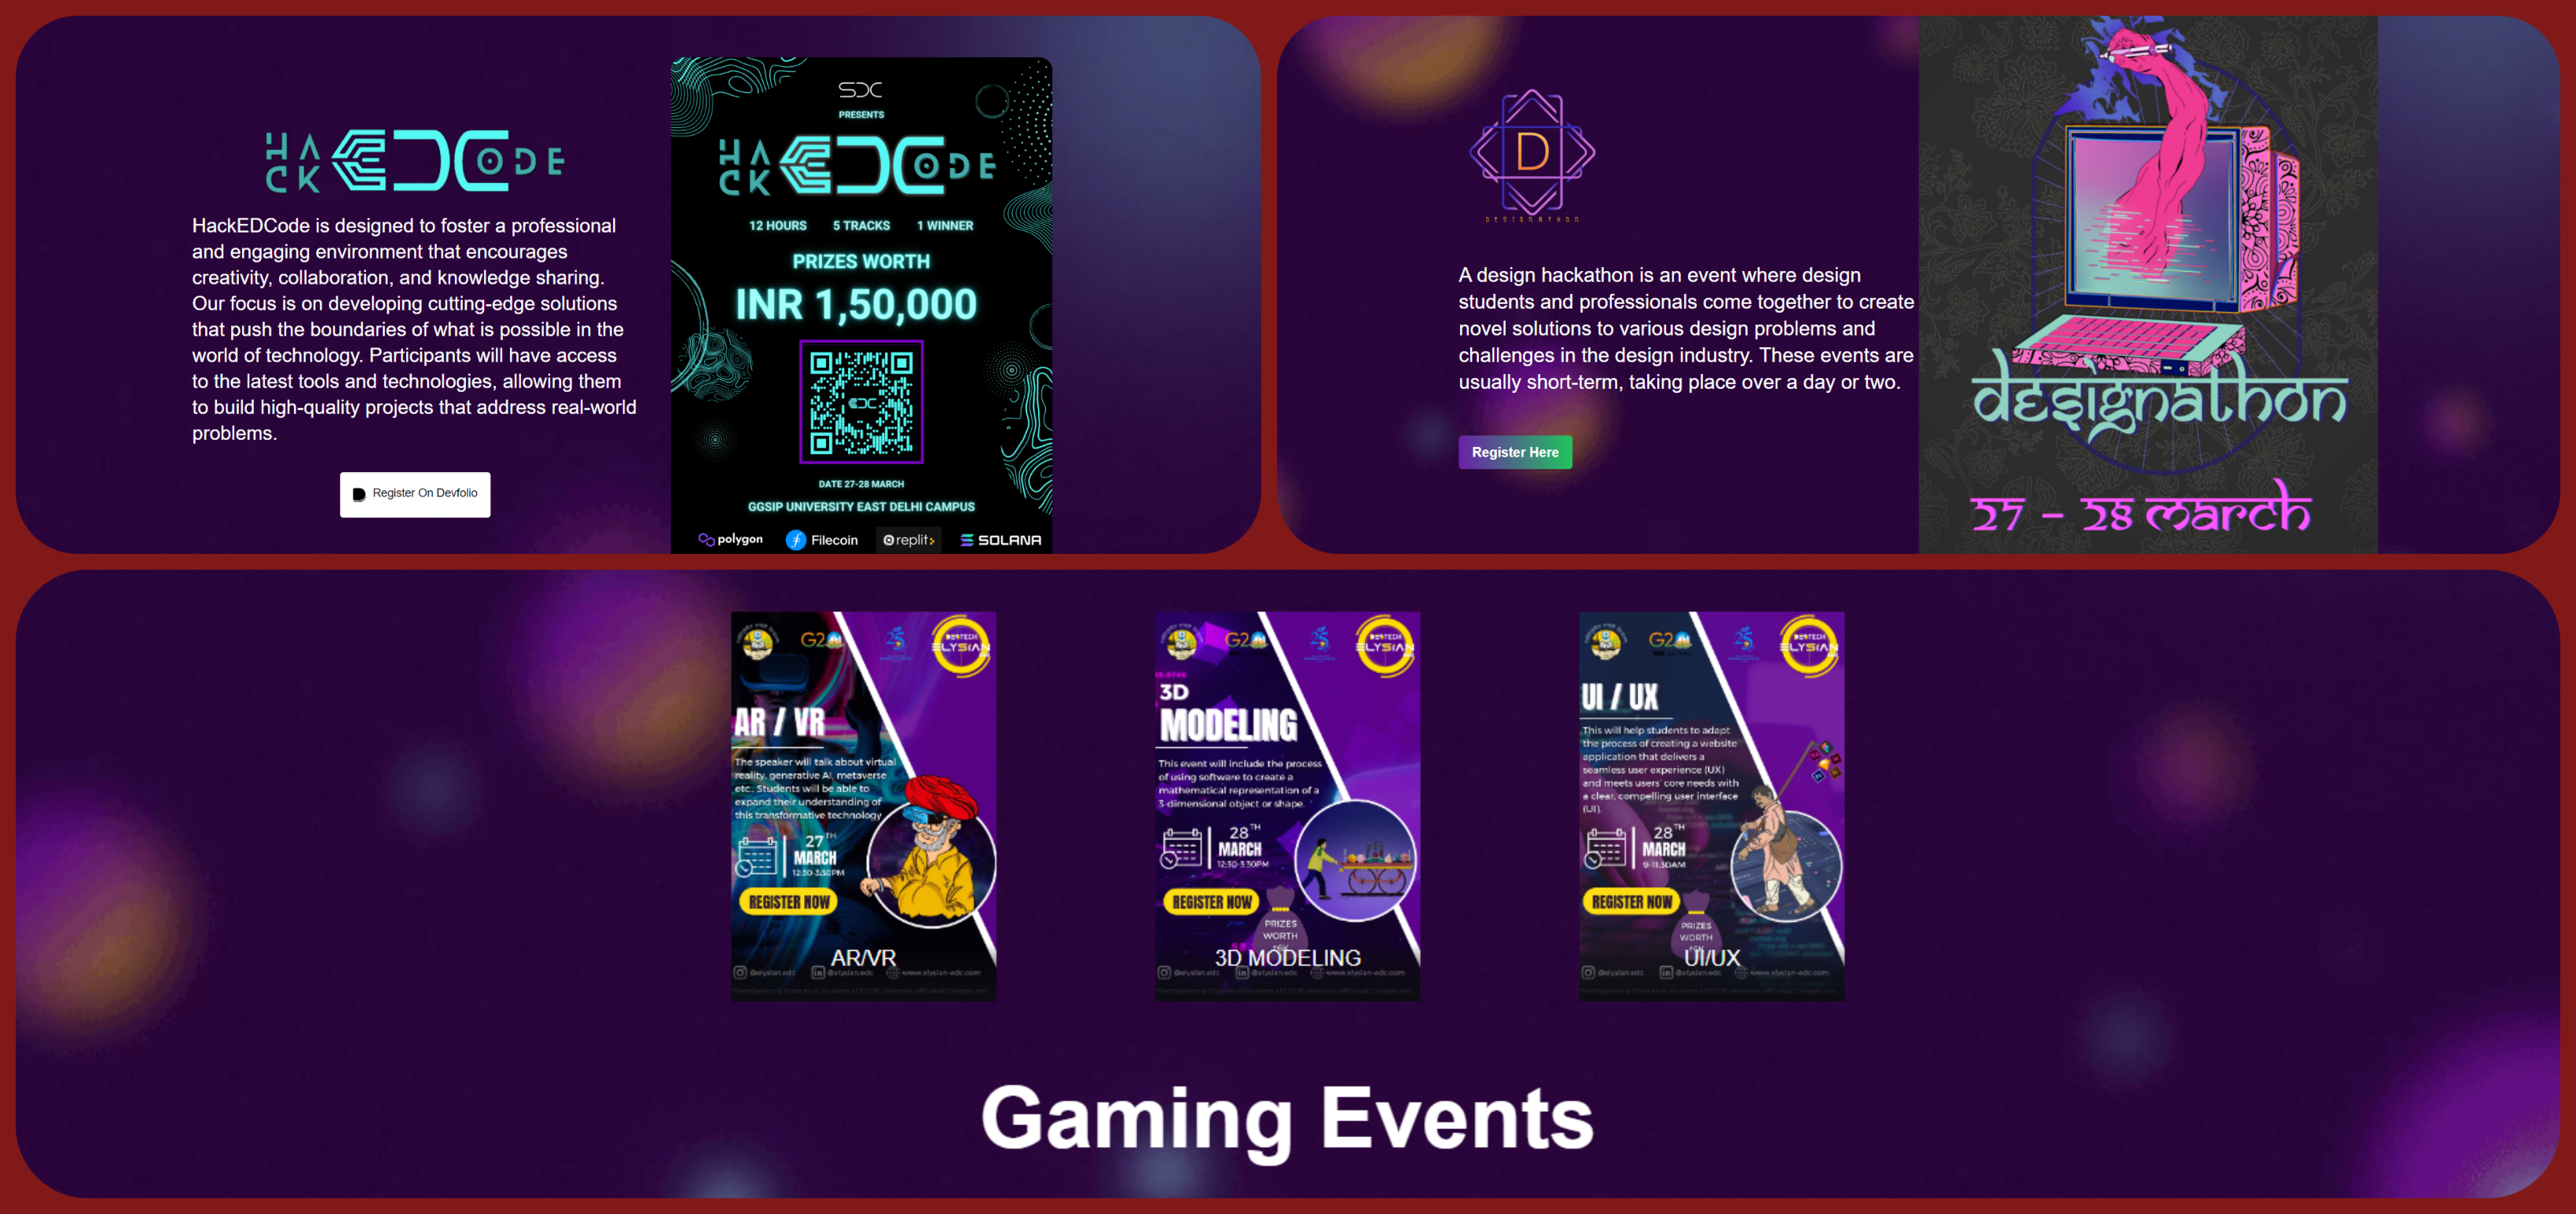 HACK EDCODE
HackEDCode is designed to foster a professional
and engaging environment that encourages
creativity, collaboration, and knowledge sharing.
Our focus is on developing cutting-edge solutions
that push the boundaries of what is possible in the
world of technology. Participants will have access
to the latest tools and technologies, allowing them
to build high-quality projects that address real-world
problems.
Register On Devfolio
SDC
PRESENTS
HACK EDCODE
12 HOURS 5 TRACKS 1 WINNER
PRIZES WORTH
INR 1,50,000
EDC
DATE 27-28 MARCH
GGSIP UNIVERSITY EAST DELHI CAMPUS
polygon Filecoin replit SOLANA
D
DESIGNATHON
A design hackathon is an event where design
students and professionals come together to create
novel solutions to various design problems and
challenges in the design industry. These events are
usually short-term, taking place over a day or two.
Register Here
designathon
27 - 28 march
G20
25
ELYSIAN
AR / VR
The speaker will talk about virtual
reality, generative AI, metaverse
etc.. Students will be able to
expand their understanding of
this transformative technology
27TH
MARCH
12:30-3:30PM
REGISTER NOW
AR/VR
@elysian.edc @elysian.edc www.elysian-edc.com
G20
25
ELYSIAN
3D
MODELING
This event will include the process
of using software to create a
mathematical representation of a
3-dimensional object or shape.
28TH
MARCH
12:30-3:30PM
REGISTER NOW
PRIZES
WORTH
3D MODELING
@elysian.edc @elysian.edc www.elysian-edc.com
G20
25
ELYSIAN
UI / UX
This will help students to adapt
the process of creating a website
application that delivers a
seamless user experience (UX)
and meets users' core needs with
a clear, compelling user interface
(UI).
28TH
MARCH
9-11:30AM
REGISTER NOW
PRIZES
WORTH
UI/UX
@elysian.edc @elysian.edc www.elysian-edc.com
Gaming Events